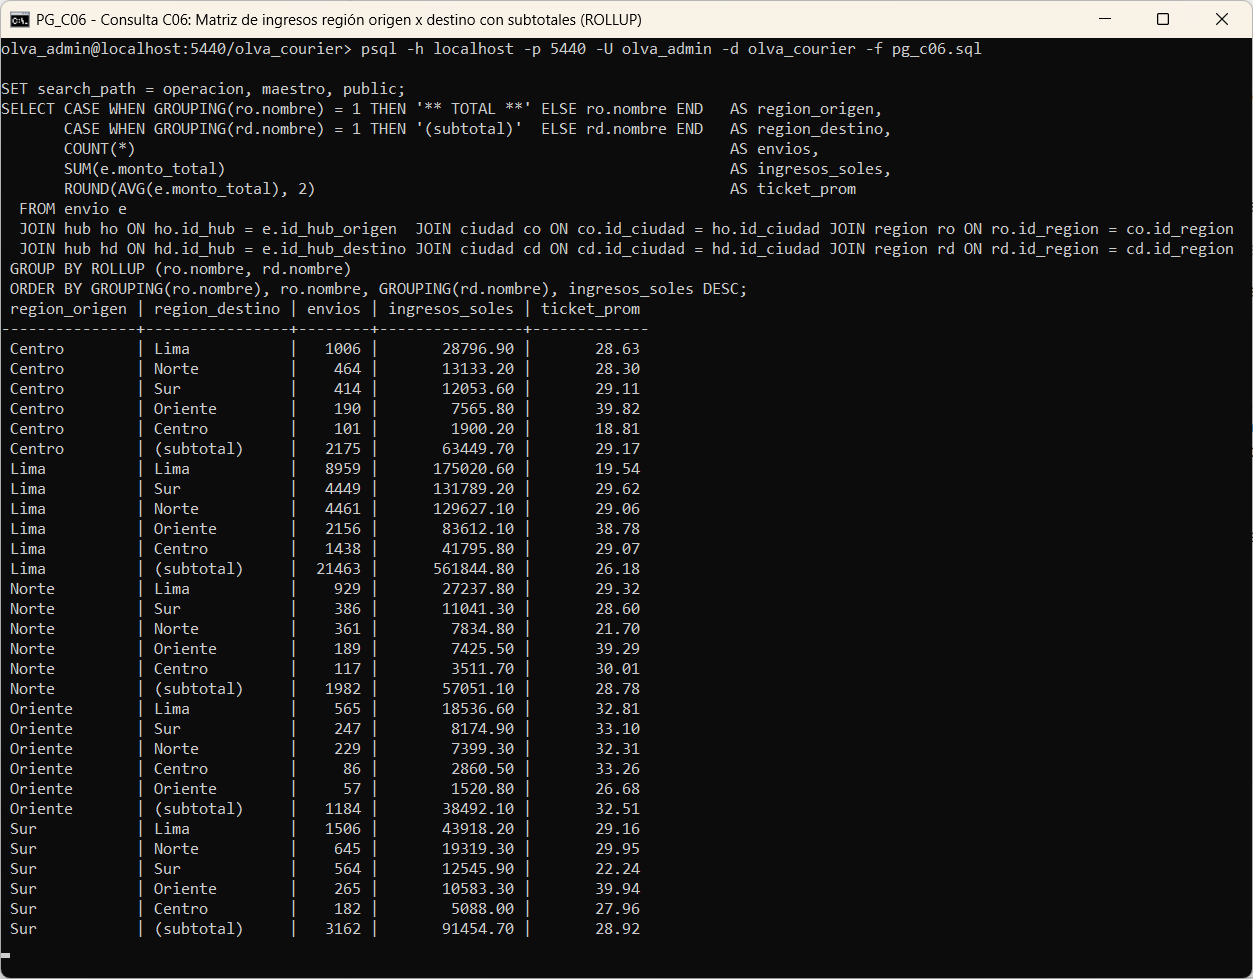 PG_C06 - Consulta C06: Matriz de ingresos región origen x destino con subtotales (ROLLUP)
olva_admin@localhost:5440/olva_courier> psql -h localhost -p 5440 -U olva_admin -d olva_courier -f pg_c06.sql
SET search_path = operacion, maestro, public;
SELECT CASE WHEN GROUPING(ro.nombre) = 1 THEN '** TOTAL **' ELSE ro.nombre END   AS region_origen,
       CASE WHEN GROUPING(rd.nombre) = 1 THEN '(subtotal)'  ELSE rd.nombre END   AS region_destino,
       COUNT(*)                                                                  AS envios,
       SUM(e.monto_total)                                                        AS ingresos_soles,
       ROUND(AVG(e.monto_total), 2)                                              AS ticket_prom
  FROM envio e
  JOIN hub ho ON ho.id_hub = e.id_hub_origen  JOIN ciudad co ON co.id_ciudad = ho.id_ciudad JOIN region ro ON ro.id_region = co.id_region
  JOIN hub hd ON hd.id_hub = e.id_hub_destino JOIN ciudad cd ON cd.id_ciudad = hd.id_ciudad JOIN region rd ON rd.id_region = cd.id_region
 GROUP BY ROLLUP (ro.nombre, rd.nombre)
 ORDER BY GROUPING(ro.nombre), ro.nombre, GROUPING(rd.nombre), ingresos_soles DESC;
 region_origen | region_destino | envios | ingresos_soles | ticket_prom
---------------+----------------+--------+----------------+-------------
 Centro        | Lima           |   1006 |       28796.90 |       28.63
 Centro        | Norte          |    464 |       13133.20 |       28.30
 Centro        | Sur            |    414 |       12053.60 |       29.11
 Centro        | Oriente        |    190 |        7565.80 |       39.82
 Centro        | Centro         |    101 |        1900.20 |       18.81
 Centro        | (subtotal)     |   2175 |       63449.70 |       29.17
 Lima          | Lima           |   8959 |      175020.60 |       19.54
 Lima          | Sur            |   4449 |      131789.20 |       29.62
 Lima          | Norte          |   4461 |      129627.10 |       29.06
 Lima          | Oriente        |   2156 |       83612.10 |       38.78
 Lima          | Centro         |   1438 |       41795.80 |       29.07
 Lima          | (subtotal)     |  21463 |      561844.80 |       26.18
 Norte         | Lima           |    929 |       27237.80 |       29.32
 Norte         | Sur            |    386 |       11041.30 |       28.60
 Norte         | Norte          |    361 |        7834.80 |       21.70
 Norte         | Oriente        |    189 |        7425.50 |       39.29
 Norte         | Centro         |    117 |        3511.70 |       30.01
 Norte         | (subtotal)     |   1982 |       57051.10 |       28.78
 Oriente       | Lima           |    565 |       18536.60 |       32.81
 Oriente       | Sur            |    247 |        8174.90 |       33.10
 Oriente       | Norte          |    229 |        7399.30 |       32.31
 Oriente       | Centro         |     86 |        2860.50 |       33.26
 Oriente       | Oriente        |     57 |        1520.80 |       26.68
 Oriente       | (subtotal)     |   1184 |       38492.10 |       32.51
 Sur           | Lima           |   1506 |       43918.20 |       29.16
 Sur           | Norte          |    645 |       19319.30 |       29.95
 Sur           | Sur            |    564 |       12545.90 |       22.24
 Sur           | Oriente        |    265 |       10583.30 |       39.94
 Sur           | Centro         |    182 |        5088.00 |       27.96
 Sur           | (subtotal)     |   3162 |       91454.70 |       28.92